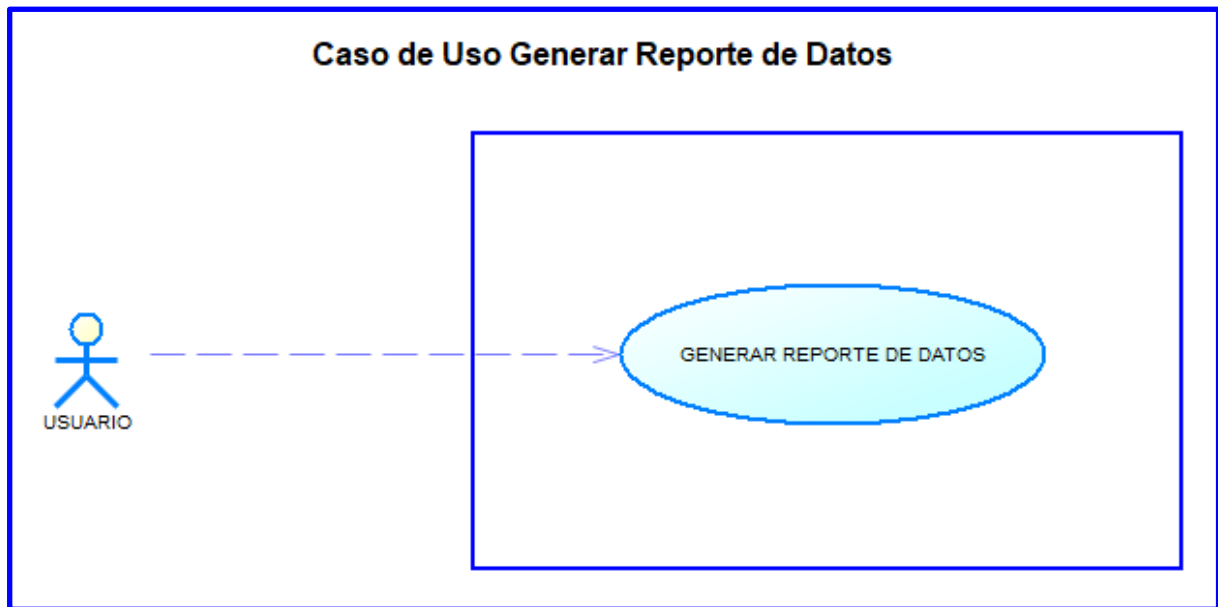 Caso de Uso Generar Reporte de Datos
GENERAR REPORTE DE DATOS
USUARIO